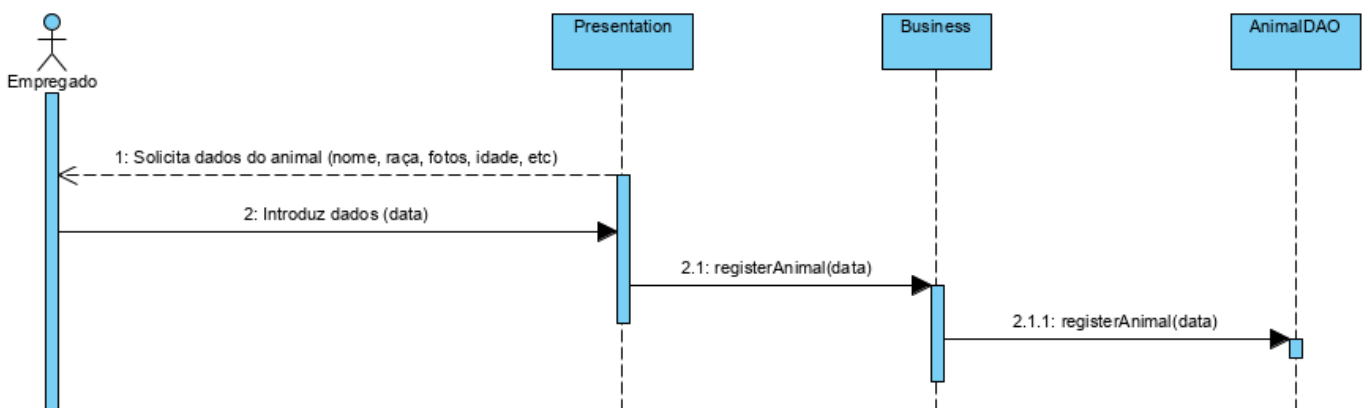 Presentation
Business
AnimalDAO
Empregado
1: Solicita dados do animal (nome, raça, fotos, idade, etc)
2: Introduz dados (data)
2.1: registerAnimal(data)
2.1.1: registerAnimal(data)